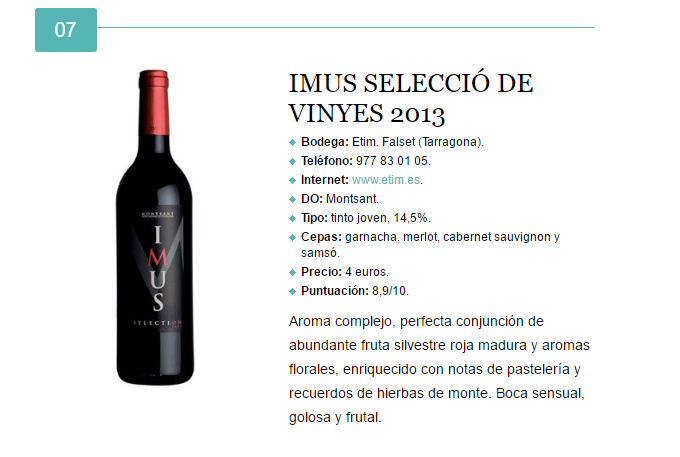 07
IMUS SELECCIÓ DE
VINYES 2013
Bodega: Etim. Falset (Tarragona).
Teléfono: 977 83 01 05.
Internet: www.etim.es.
DO: Montsant.
Tipo: tinto joven, 14,5%.
Cepas: garnacha, merlot, cabernet sauvignon y
samsó.
Precio: 4 euros.
Puntuación: 8,9/10.
Aroma complejo, perfecta conjunción de
abundante fruta silvestre roja madura y aromas
florales, enriquecido con notas de pastelería y
recuerdos de hierbas de monte. Boca sensual,
golosa y frutal.
MONTSANT
IMUS
SELECTION